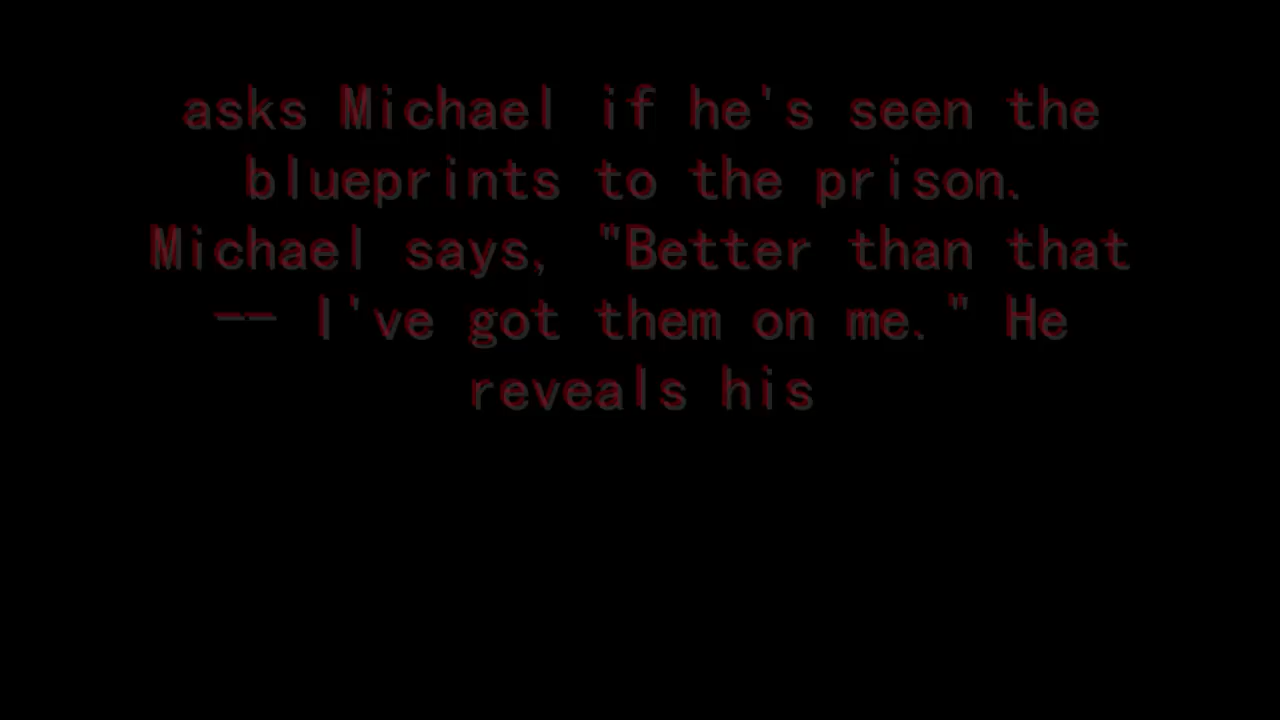 asks Michael if he's seen the
blueprints to the prison.
Michael says, "Better than that
-- I've got them on me." He
reveals his